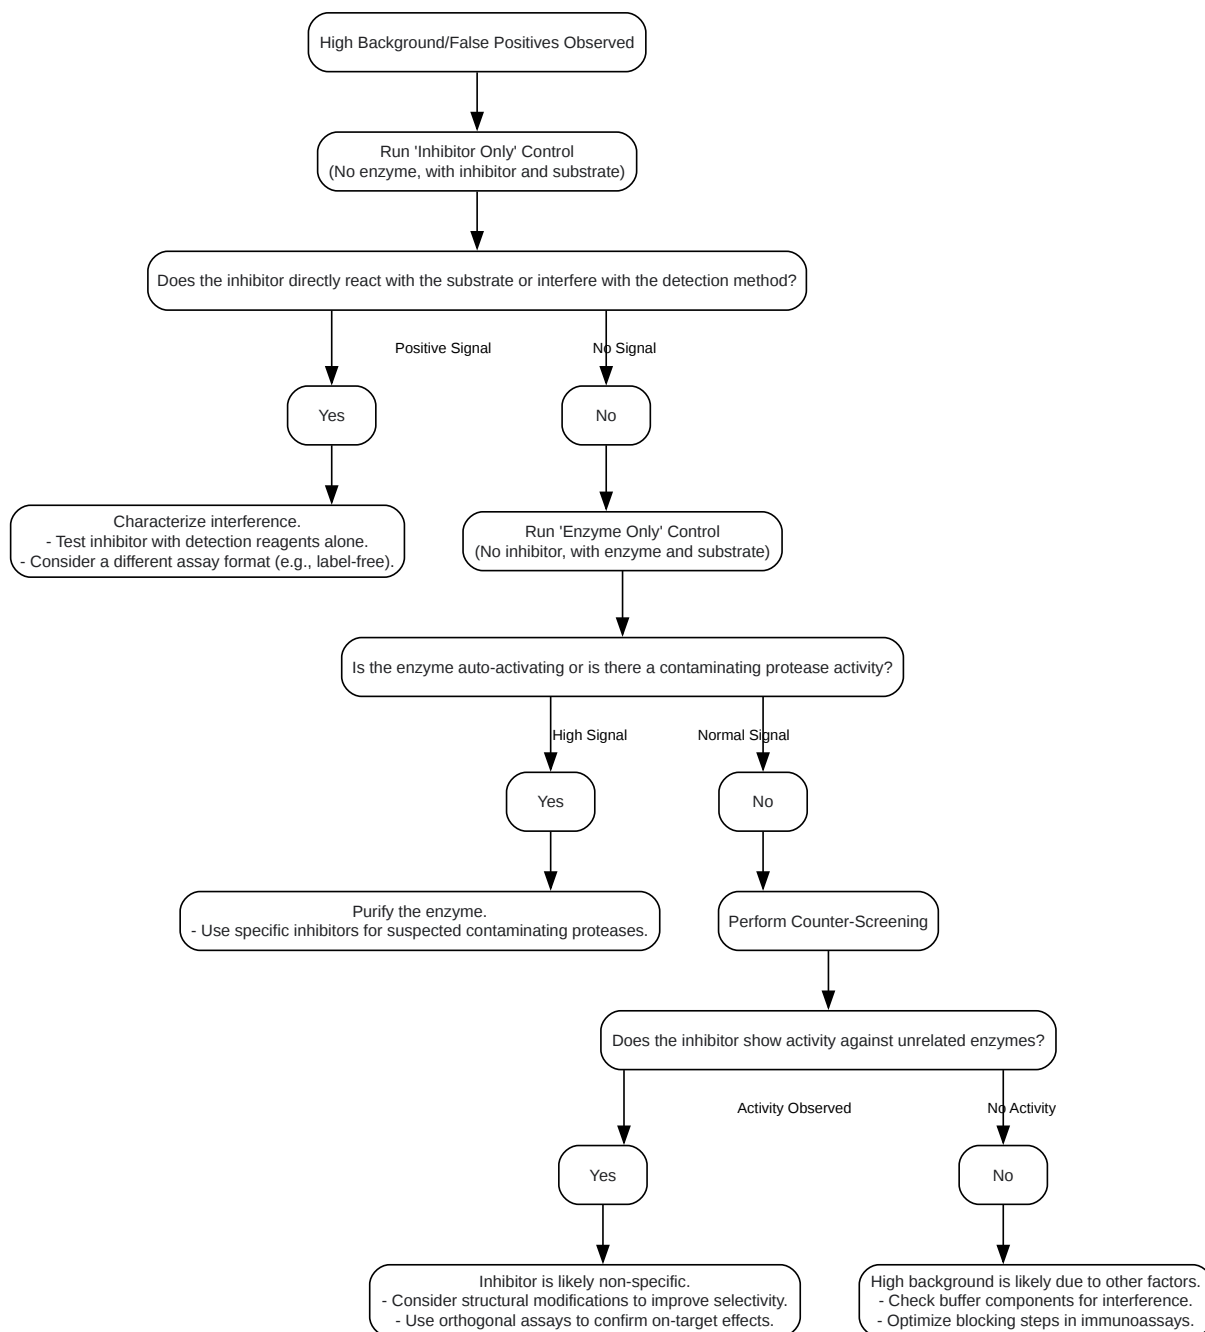 High Background/False Positives Observed
Run 'Inhibitor Only' Control
(No enzyme, with inhibitor and substrate)
Does the inhibitor directly react with the substrate or interfere with the detection method?
Positive Signal
No Signal
Yes
No
Characterize interference.
- Test inhibitor with detection reagents alone.
- Consider a different assay format (e.g., label-free).
Run 'Enzyme Only' Control
(No inhibitor, with enzyme and substrate)
Is the enzyme auto-activating or is there a contaminating protease activity?
High Signal
Normal Signal
Yes
No
Purify the enzyme.
- Use specific inhibitors for suspected contaminating proteases.
Perform Counter-Screening
Does the inhibitor show activity against unrelated enzymes?
Activity Observed
No Activity
Yes
No
Inhibitor is likely non-specific.
- Consider structural modifications to improve selectivity.
- Use orthogonal assays to confirm on-target effects.
High background is likely due to other factors.
- Check buffer components for interference.
- Optimize blocking steps in immunoassays.